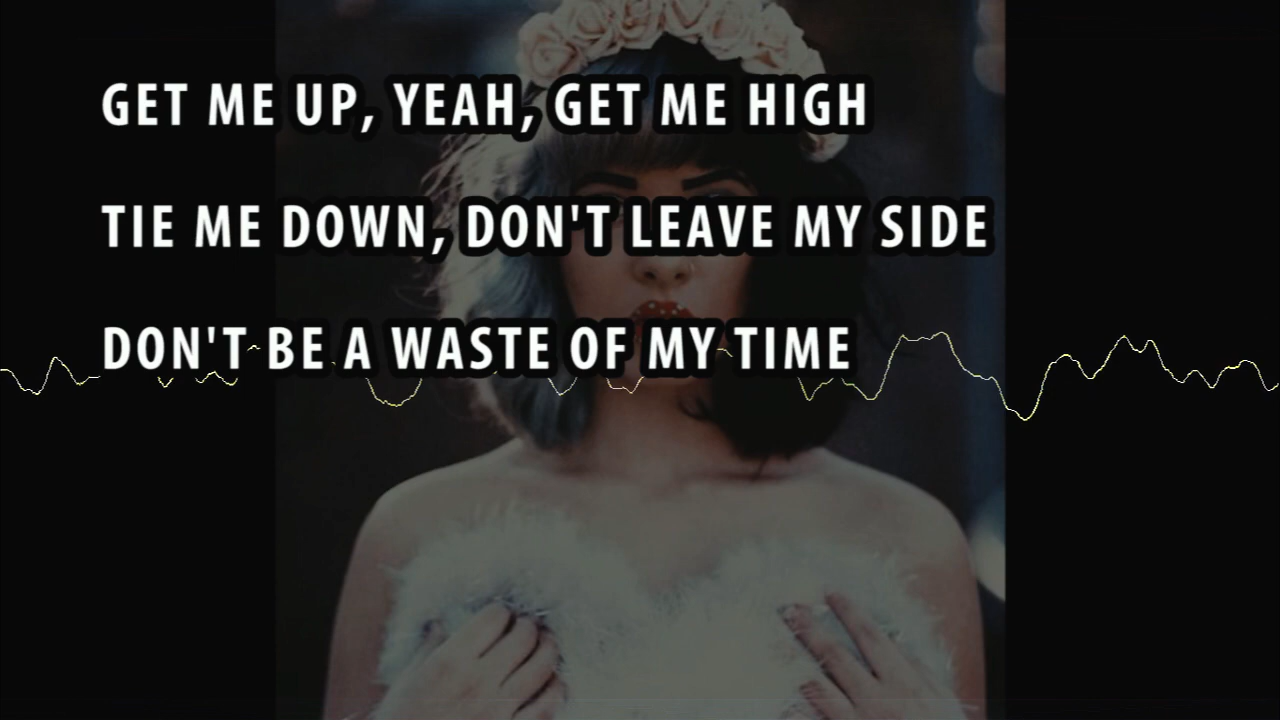 GET ME UP, YEAH, GET ME HIGH
TIE ME DOWN, DON'T LEAVE MY SIDE
DON'T BE A WASTE OF MY TIME